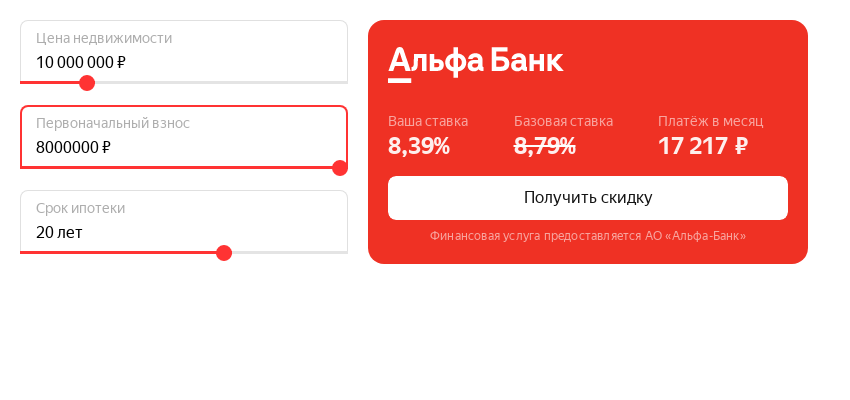 Цена недвижимости
10 000 000 ₽
Первоначальный взнос
8000000 ₽
Срок ипотеки
20 лет
Альфа Банк
Ваша ставка Базовая ставка Платёж в месяц
8,39% 8,79% 17 217 ₽
Получить скидку
Финансовая услуга предоставляется АО «Альфа-Банк»